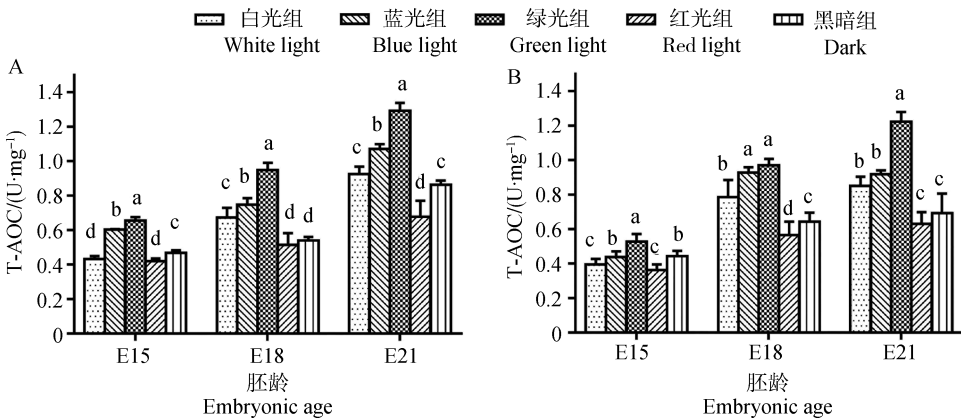 白光组 蓝光组 绿光组 红光组 黑暗组
White light Blue light Green light Red light Dark
A
T-AOC/(U·mg⁻¹)
1.4
1.2
1.0
0.8
0.6
0.4
0.2
0
d b a d c
c b a d d
c b a d c
E15 E18 E21
胚龄
Embryonic age
B
T-AOC/(U·mg⁻¹)
1.4
1.2
1.0
0.8
0.6
0.4
0.2
0
c b a c b
b a a d c
b b a c c
E15 E18 E21
胚龄
Embryonic age